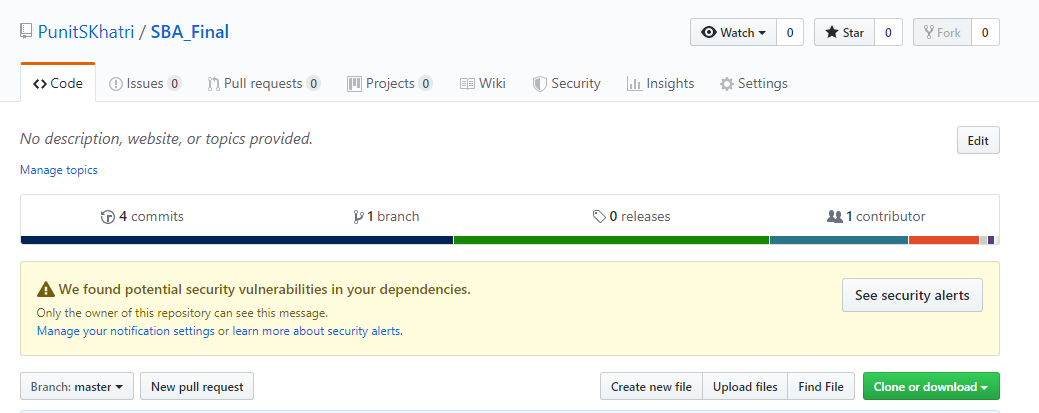 PunitSKhatri / SBA_Final
Watch 0 Star 0 Fork 0
Code Issues 0 Pull requests 0 Projects 0 Wiki Security Insights Settings
No description, website, or topics provided.
Edit
Manage topics
4 commits 1 branch 0 releases 1 contributor
We found potential security vulnerabilities in your dependencies.
See security alerts
Only the owner of this repository can see this message.
Manage your notification settings or learn more about security alerts.
Branch: master New pull request Create new file Upload files Find File Clone or download